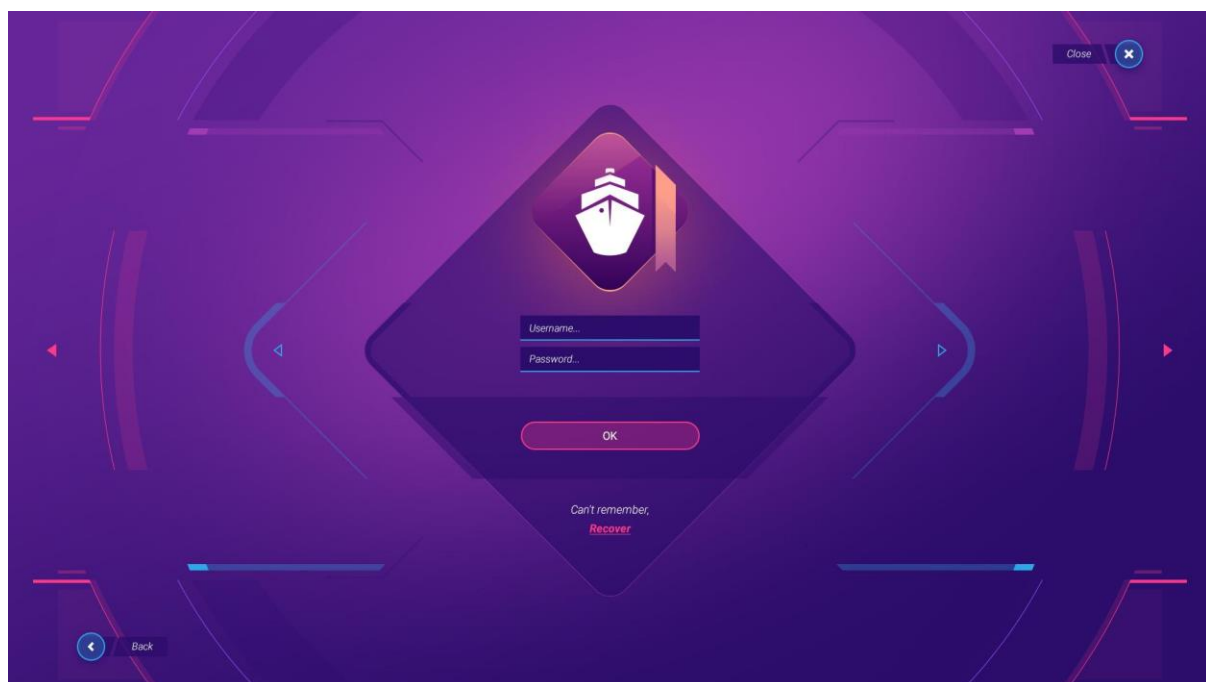 Close
Username...
Password...
OK
Can't remember,
Recover
Back